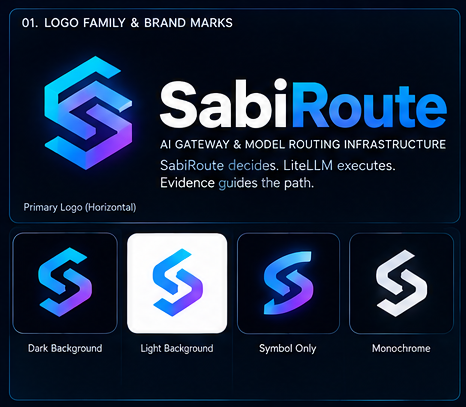 01. LOGO FAMILY & BRAND MARKS
SabiRoute
AI GATEWAY & MODEL ROUTING INFRASTRUCTURE
SabiRoute decides. LiteLLM executes.
Evidence guides the path.
Primary Logo (Horizontal)
Dark Background
Light Background
Symbol Only
Monochrome